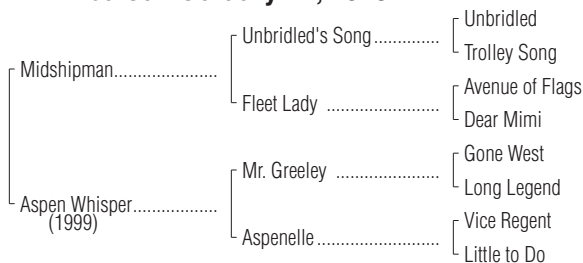 Unbridled
Unbridled's Song
Trolley Song
Midshipman
Avenue of Flags
Fleet Lady
Dear Mimi
Gone West
Mr. Greeley
Long Legend
Aspen Whisper
(1999)
Vice Regent
Aspenelle
Little to Do